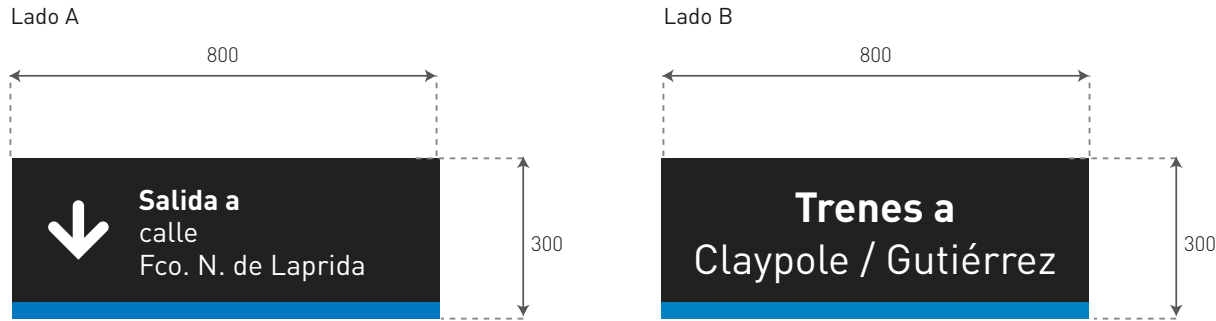 Lado A
800
Salida a
calle
Fco. N. de Laprida
300
Lado B
800
Trenes a
Claypole / Gutiérrez
300